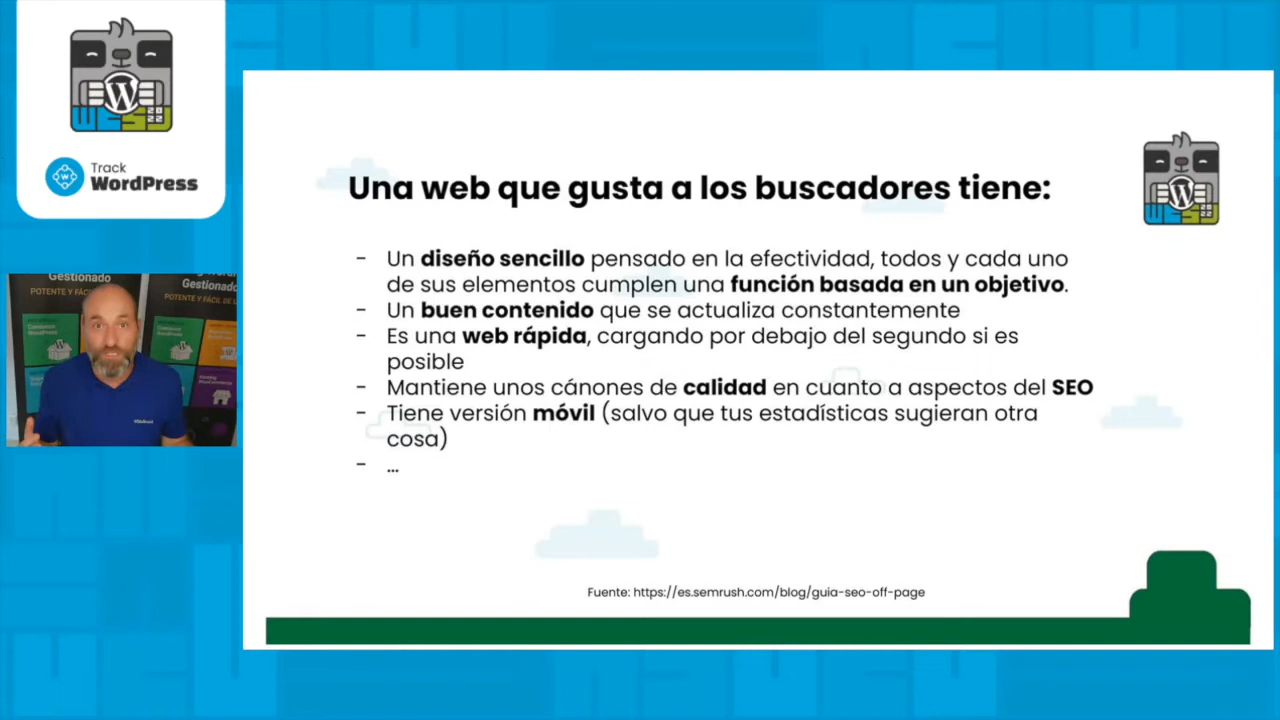 W
WESJ
2022
Track
WordPress
Gestionado
POTENTE Y FÁCIL
Gestionado
POTENTE Y FÁCIL DE
W
WESJ
2022
Una web que gusta a los buscadores tiene:
- Un diseño sencillo pensado en la efectividad, todos y cada uno
de sus elementos cumplen una función basada en un objetivo.
- Un buen contenido que se actualiza constantemente
- Es una web rápida, cargando por debajo del segundo si es
posible
- Mantiene unos cánones de calidad en cuanto a aspectos del SEO
- Tiene versión móvil (salvo que tus estadísticas sugieran otra
cosa)
- ...
Fuente: https://es.semrush.com/blog/guia-seo-off-page